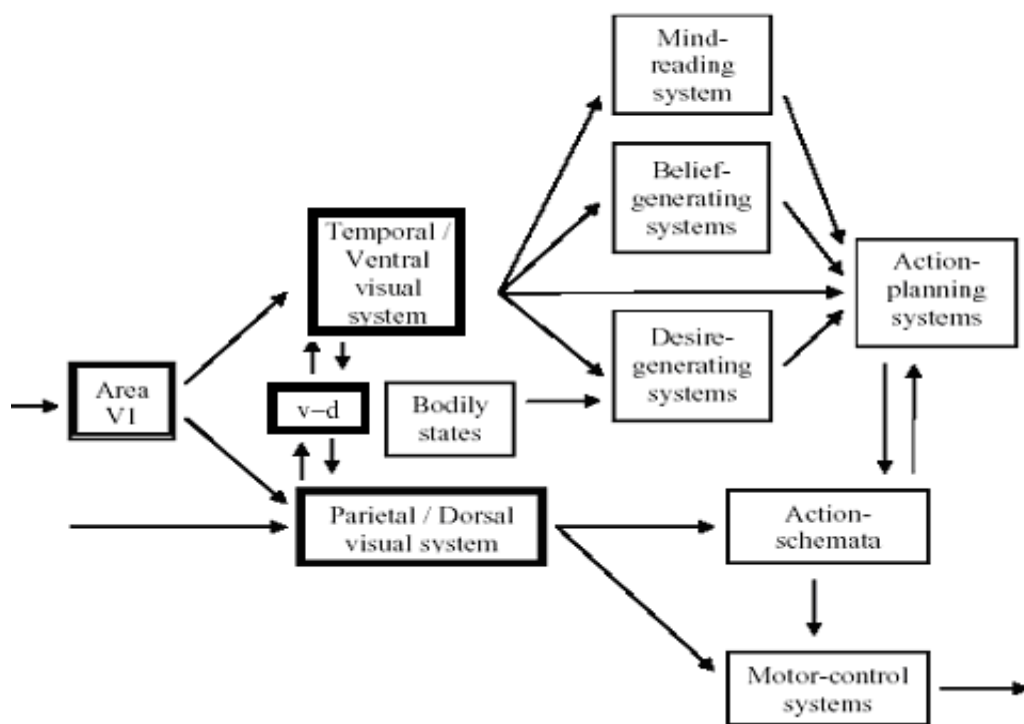 Mind-
reading
system
Belief-
generating
systems
Temporal /
Ventral
visual
system
Action-
planning
systems
Desire-
generating
systems
Area
V1
v–d
Bodily
states
Parietal / Dorsal
visual system
Action-
schemata
Motor-control
systems